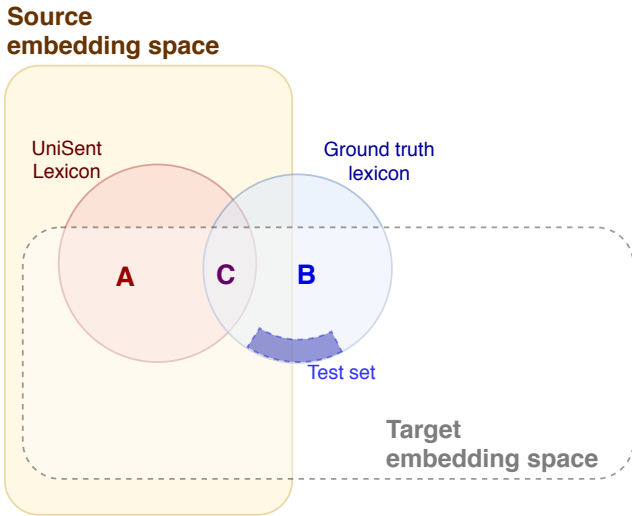 Source
embedding space
UniSent
Lexicon
Ground truth
lexicon
A
C
B
Test set
Target
embedding space